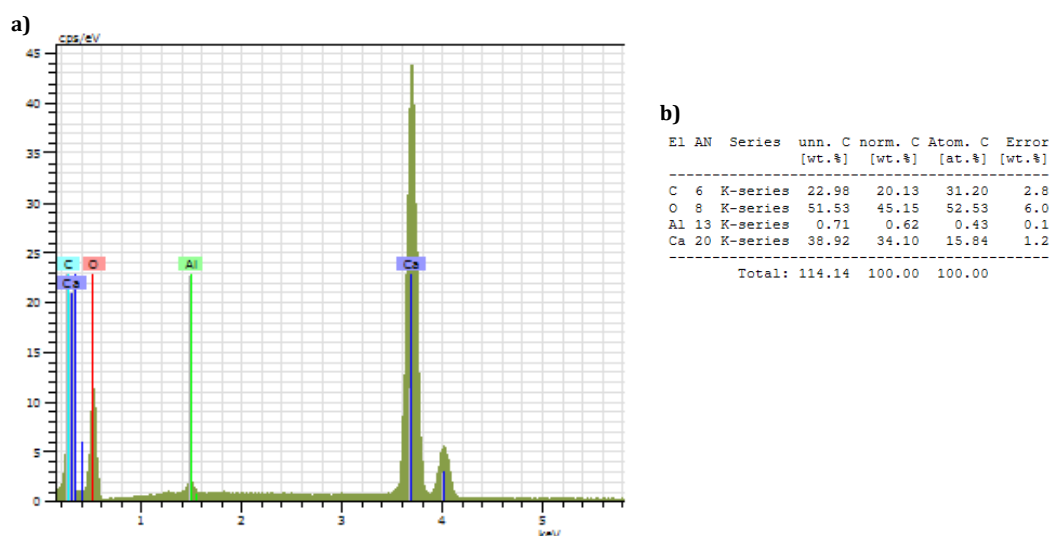 a)
cps/eV
45
40
35
30
25
20
15
10
5
0
C O Al Ca
Ca
1 2 3 4 5
keV
b)
El AN Series unn. C norm. C Atom. C Error
[wt.%] [wt.%] [at.%] [wt.%]
C 6 K-series 22.98 20.13 31.20 2.8
O 8 K-series 51.53 45.15 52.53 6.0
Al 13 K-series 0.71 0.62 0.43 0.1
Ca 20 K-series 38.92 34.10 15.84 1.2
Total: 114.14 100.00 100.00